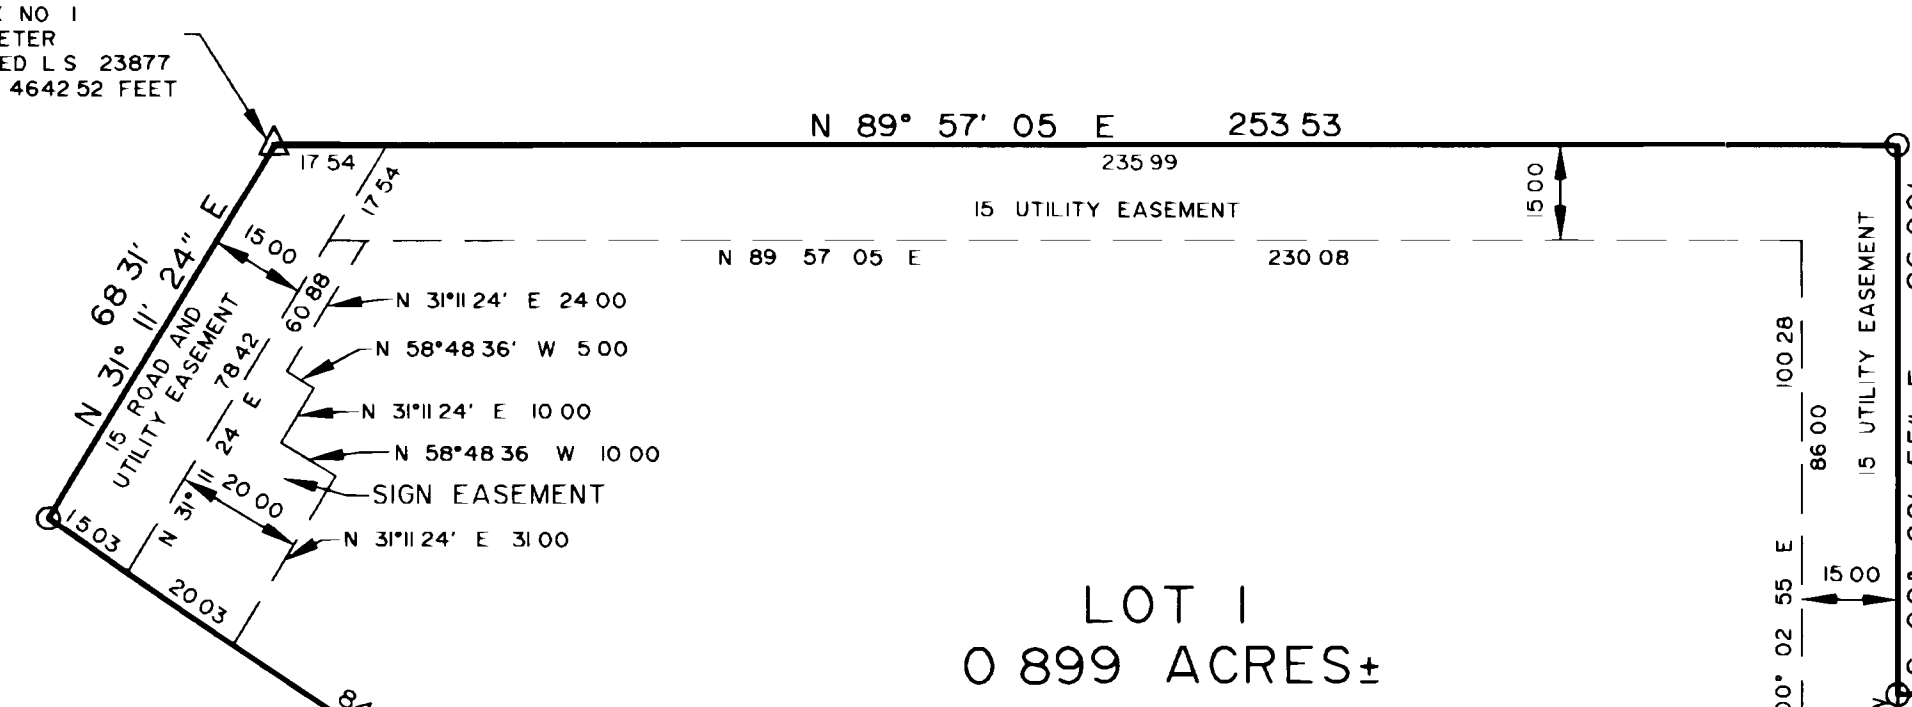 NO 1
ETER
ED L S 23877
4642 52 FEET
N 89° 57' 05 E 253 53
17 54
235 99
17 54
15 UTILITY EASEMENT
15 00
N 89 57 05 E 230 08
68 31'
N 31° 11' 24" E
15 00
15 ROAD AND
UTILITY EASEMENT
60 88
78 42
N 31° 11 24 E
N 31°11 24' E 24 00
N 58°48 36' W 5 00
N 31°11 24' E 10 00
N 58°48 36 W 10 00
SIGN EASEMENT
20 00
N 31°11 24' E 31 00
15 03
20 03
LOT 1
0 899 ACRES±
100 28
86 00
15 UTILITY EASEMENT
15 00
00° 02 55 E